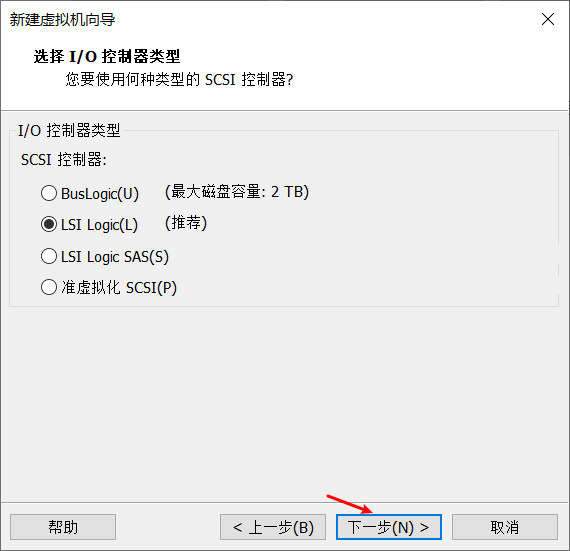 新建虚拟机向导
选择 I/O 控制器类型
您要使用何种类型的 SCSI 控制器?
I/O 控制器类型
SCSI 控制器:
BusLogic(U) (最大磁盘容量: 2 TB)
LSI Logic(L) (推荐)
LSI Logic SAS(S)
准虚拟化 SCSI(P)
帮助 < 上一步(B) 下一步(N) > 取消